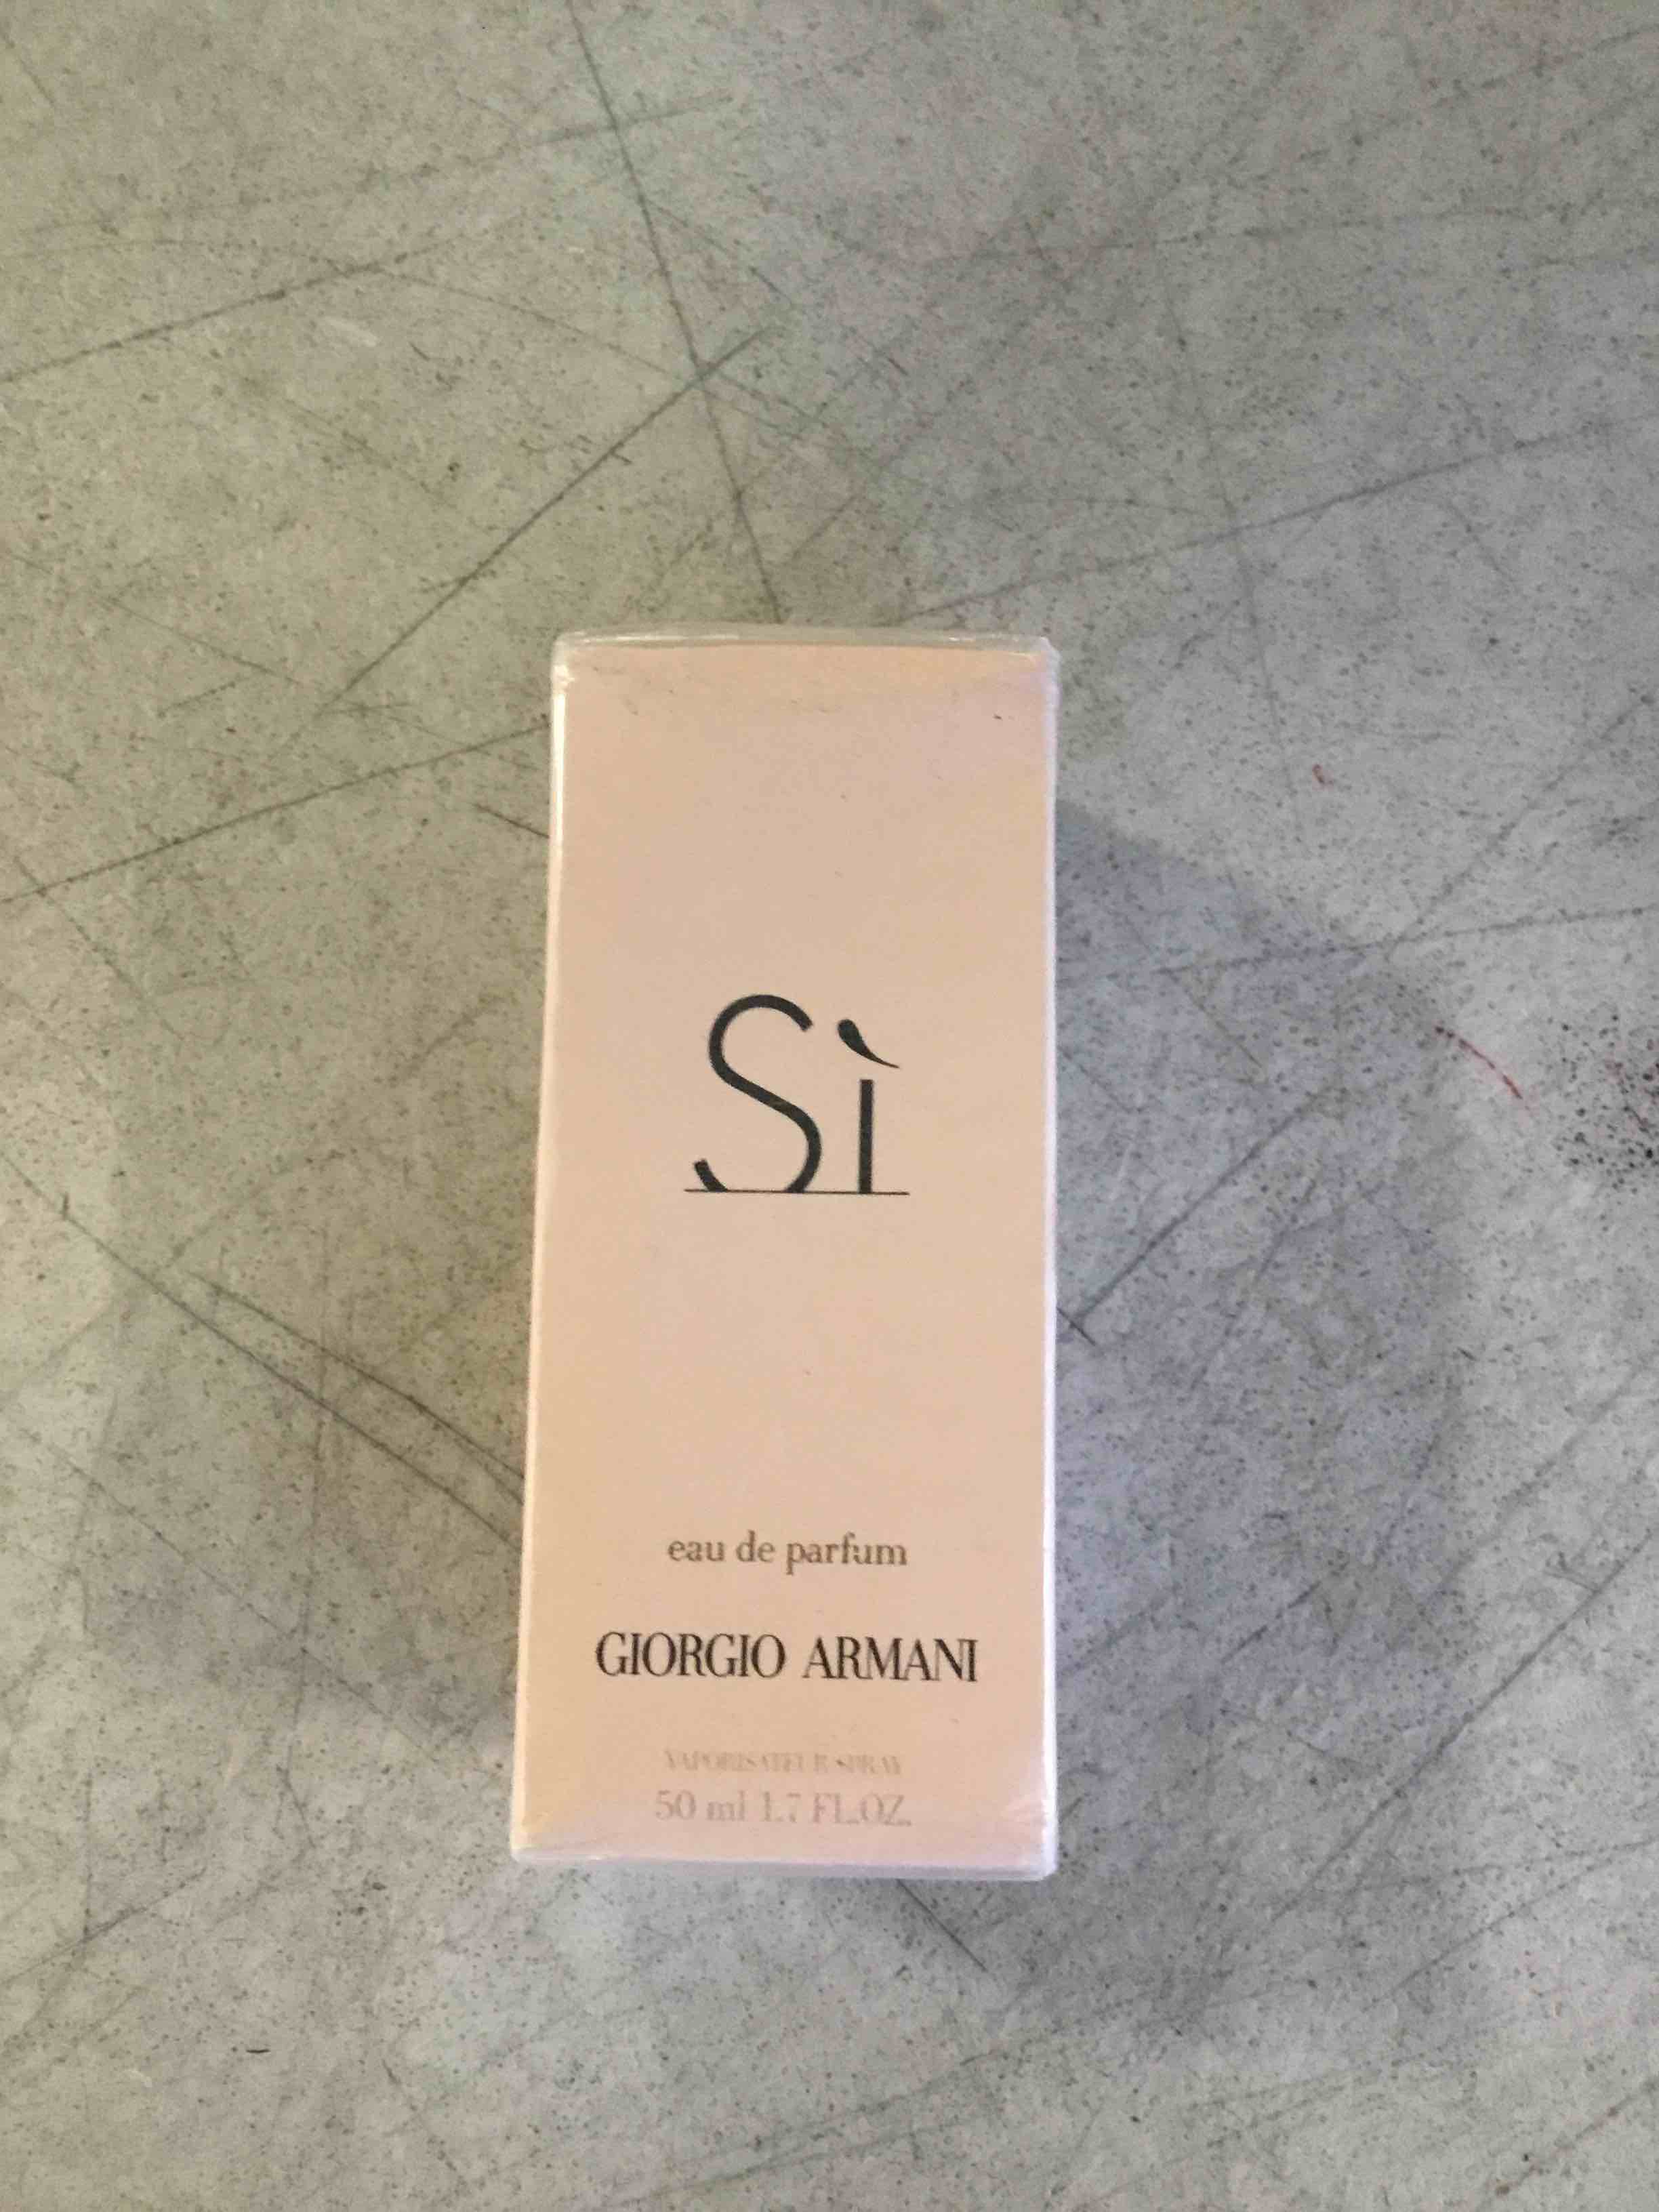 Sì
eau de parfum
GIORGIO ARMANI
VAPORISATEUR SPRAY
50 ml 1.7 FL.OZ.